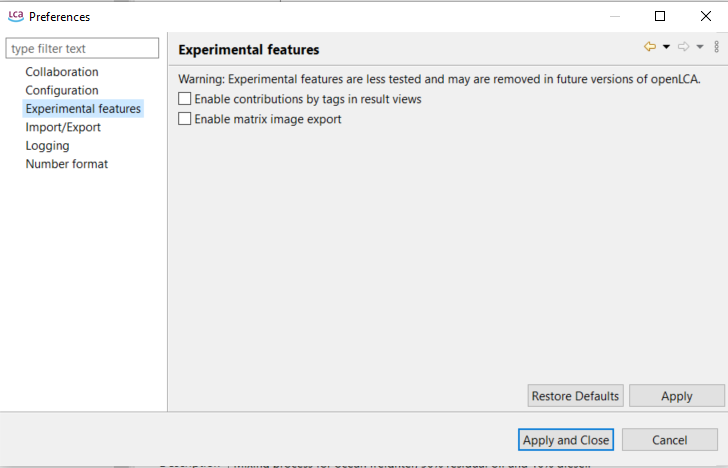 LCA Preferences
type filter text
Collaboration
Configuration
Experimental features
Import/Export
Logging
Number format
Experimental features
Warning: Experimental features are less tested and may are removed in future versions of openLCA.
Enable contributions by tags in result views
Enable matrix image export
Restore Defaults
Apply
Apply and Close
Cancel